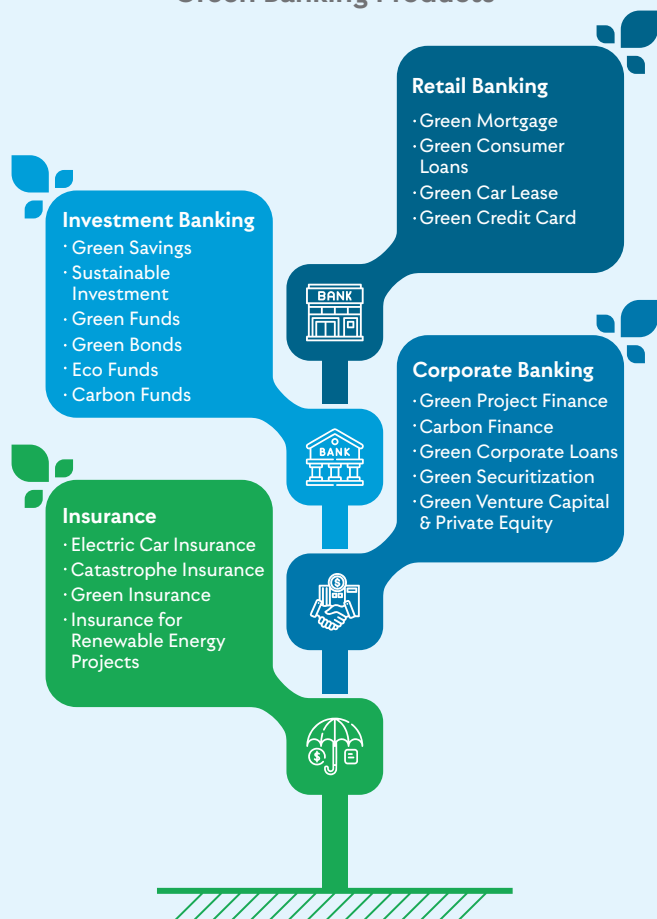 Green Banking Products
Retail Banking
· Green Mortgage
· Green Consumer
Loans
· Green Car Lease
· Green Credit Card
Investment Banking
· Green Savings
· Sustainable
Investment
· Green Funds
· Green Bonds
· Eco Funds
· Carbon Funds
BANK
Corporate Banking
· Green Project Finance
· Carbon Finance
· Green Corporate Loans
· Green Securitization
· Green Venture Capital
& Private Equity
BANK
Insurance
· Electric Car Insurance
· Catastrophe Insurance
· Green Insurance
· Insurance for
Renewable Energy
Projects
$
$